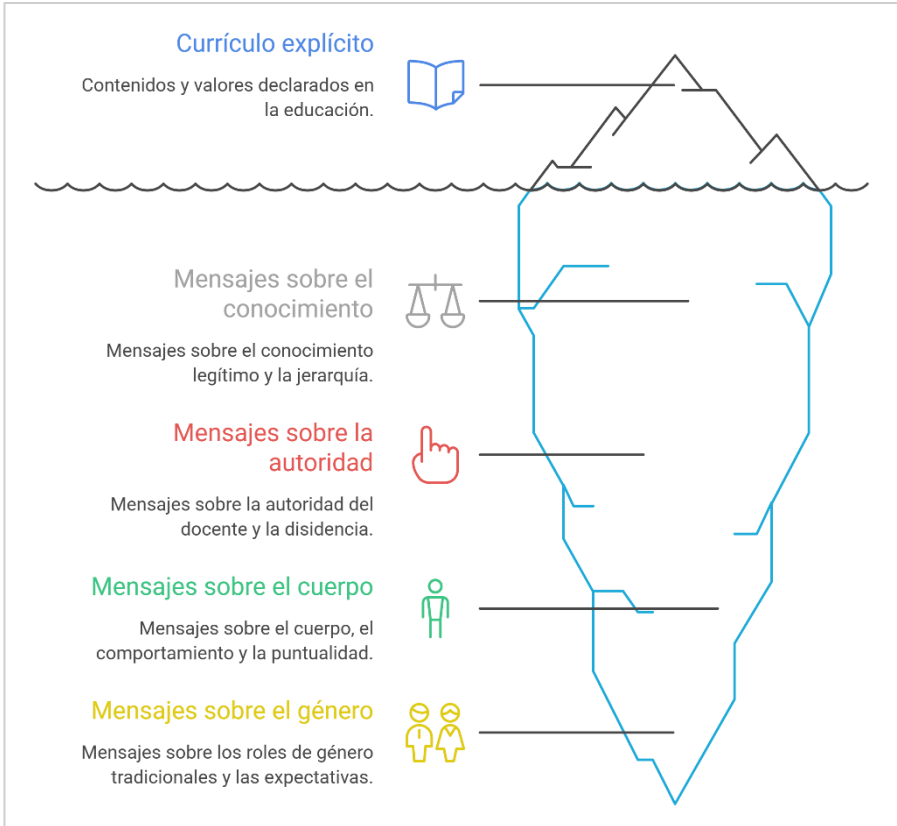 Currículo explícito
Contenidos y valores declarados en
la educación.
Mensajes sobre el
conocimiento
Mensajes sobre el conocimiento
legítimo y la jerarquía.
Mensajes sobre la
autoridad
Mensajes sobre la autoridad del
docente y la disidencia.
Mensajes sobre el cuerpo
Mensajes sobre el cuerpo, el
comportamiento y la puntualidad.
Mensajes sobre el género
Mensajes sobre los roles de género
tradicionales y las expectativas.